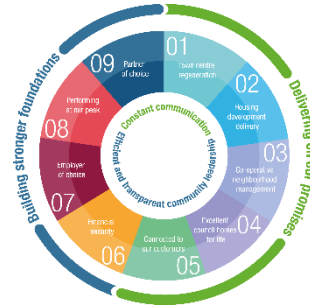 Building stronger foundations
Delivering on our promises
Constant communication
Efficient and transparent community leadership
01
Town centre
regeneration
02
Housing
development
delivery
03
Co-operative
neighbourhood
management
04
Excellent
council homes
for life
05
Connected to
our customers
06
Financial
security
07
Employer
of choice
08
Performing
at our peak
09
Partner
of choice